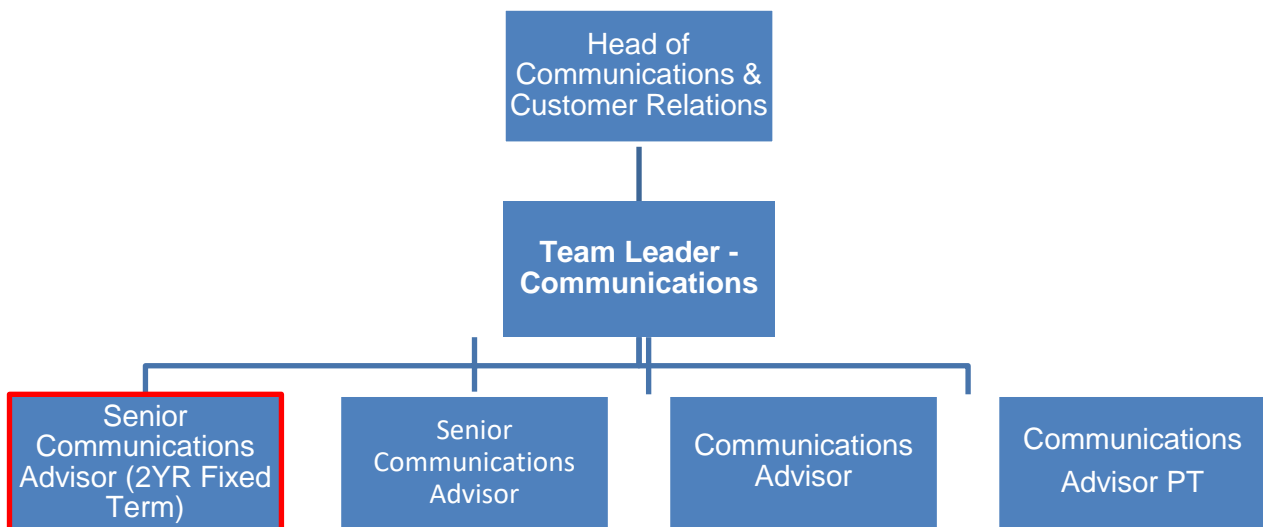 Head of
Communications &
Customer Relations
Team Leader -
Communications
Senior
Communications
Advisor (2YR Fixed
Term)
Senior
Communications
Advisor
Communications
Advisor
Communications
Advisor PT